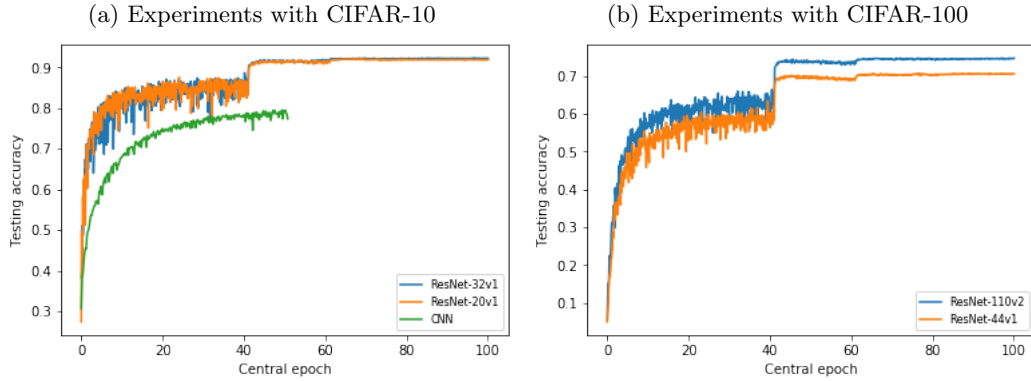 (a) Experiments with CIFAR-10
0.9
0.8
0.7
0.6
0.5
0.4
0.3
Testing accuracy
0
20
40
60
80
100
Central epoch
ResNet-32v1
ResNet-20v1
CNN
(b) Experiments with CIFAR-100
0.7
0.6
0.5
0.4
0.3
0.2
0.1
Testing accuracy
0
20
40
60
80
100
Central epoch
ResNet-110v2
ResNet-44v1